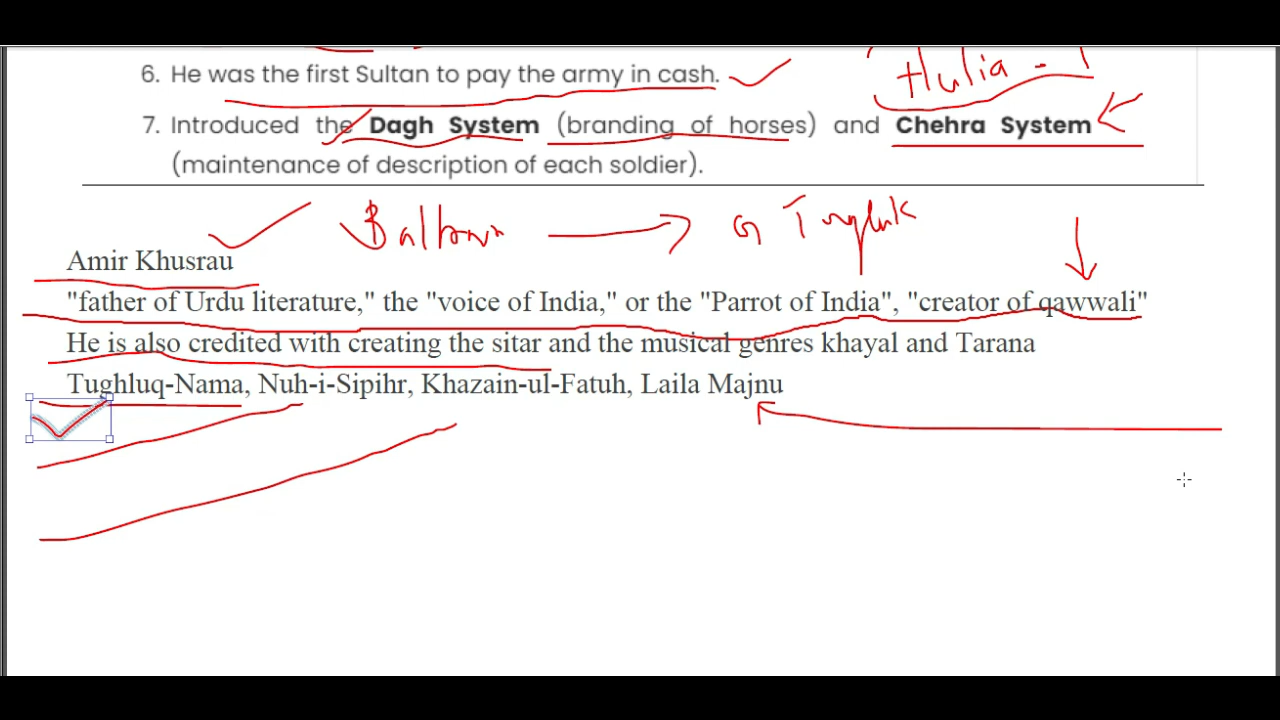 6. He was the first Sultan to pay the army in cash.
Hulia
7. Introduced the Dagh System (branding of horses) and Chehra System
(maintenance of description of each soldier).
Balban → G Tugluk
Amir Khusrau
"father of Urdu literature," the "voice of India," or the "Parrot of India", "creator of qawwali"
He is also credited with creating the sitar and the musical genres khayal and Tarana
Tughluq-Nama, Nuh-i-Sipihr, Khazain-ul-Fatuh, Laila Majnu